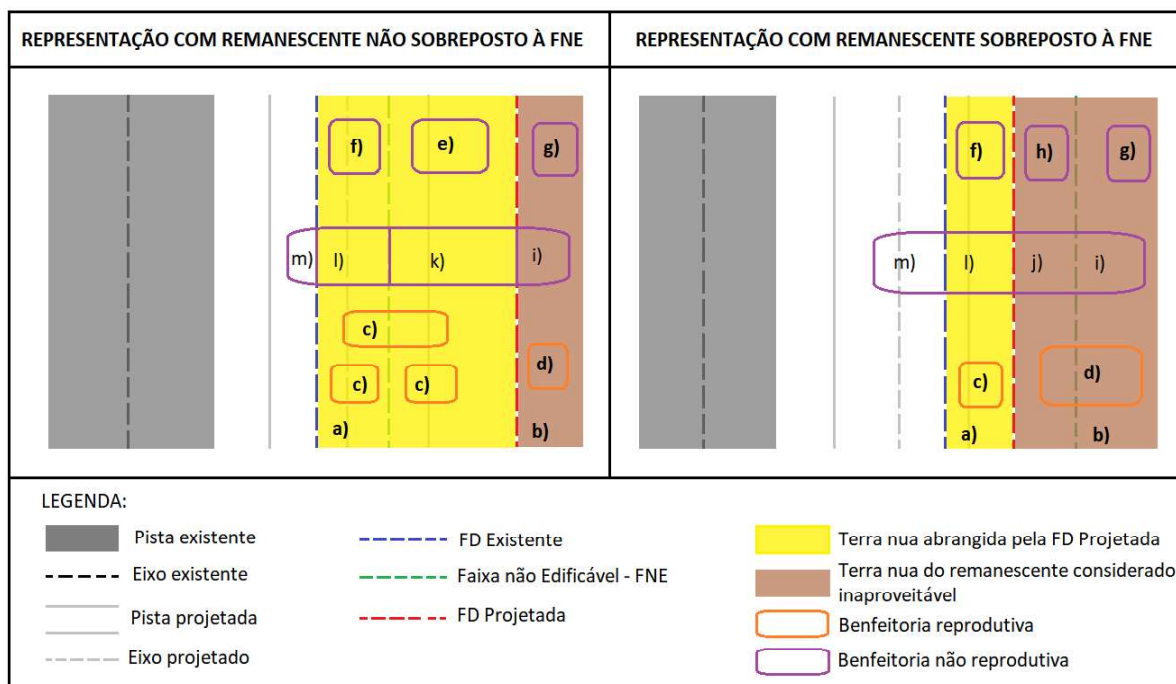 REPRESENTAÇÃO COM REMANESCENTE NÃO SOBREPOSTO À FNE
REPRESENTAÇÃO COM REMANESCENTE SOBREPOSTO À FNE
f)
e)
g)
m)
l)
k)
i)
c)
c)
c)
d)
a)
b)
f)
h)
g)
m)
l)
j)
i)
c)
d)
a)
b)
LEGENDA:
Pista existente
Eixo existente
Pista projetada
Eixo projetado
FD Existente
Faixa não Edificável - FNE
FD Projetada
Terra nua abrangida pela FD Projetada
Terra nua do remanescente considerado
inaproveitável
Benfeitoria reprodutiva
Benfeitoria não reprodutiva